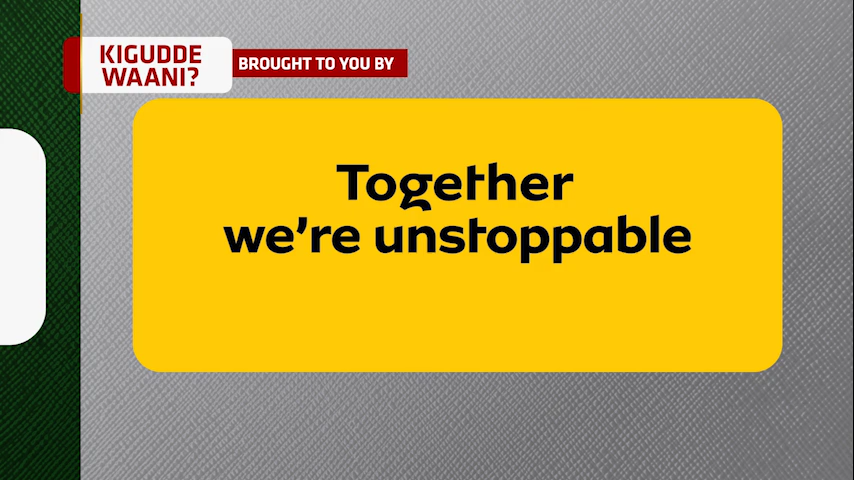 KIGUDDE
WAANI?
BROUGHT TO YOU BY
Together
we’re unstoppable